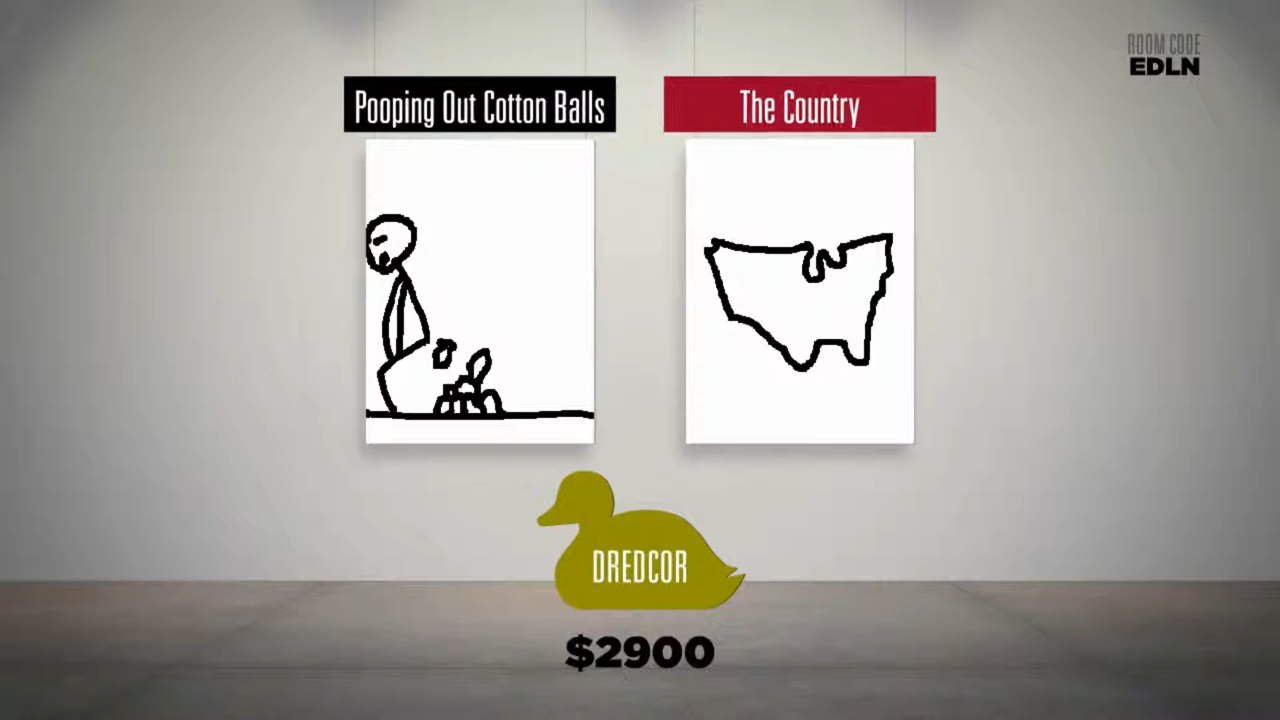 ROOM CODE
EDLN
Pooping Out Cotton Balls
The Country
DREDCOR
$2900